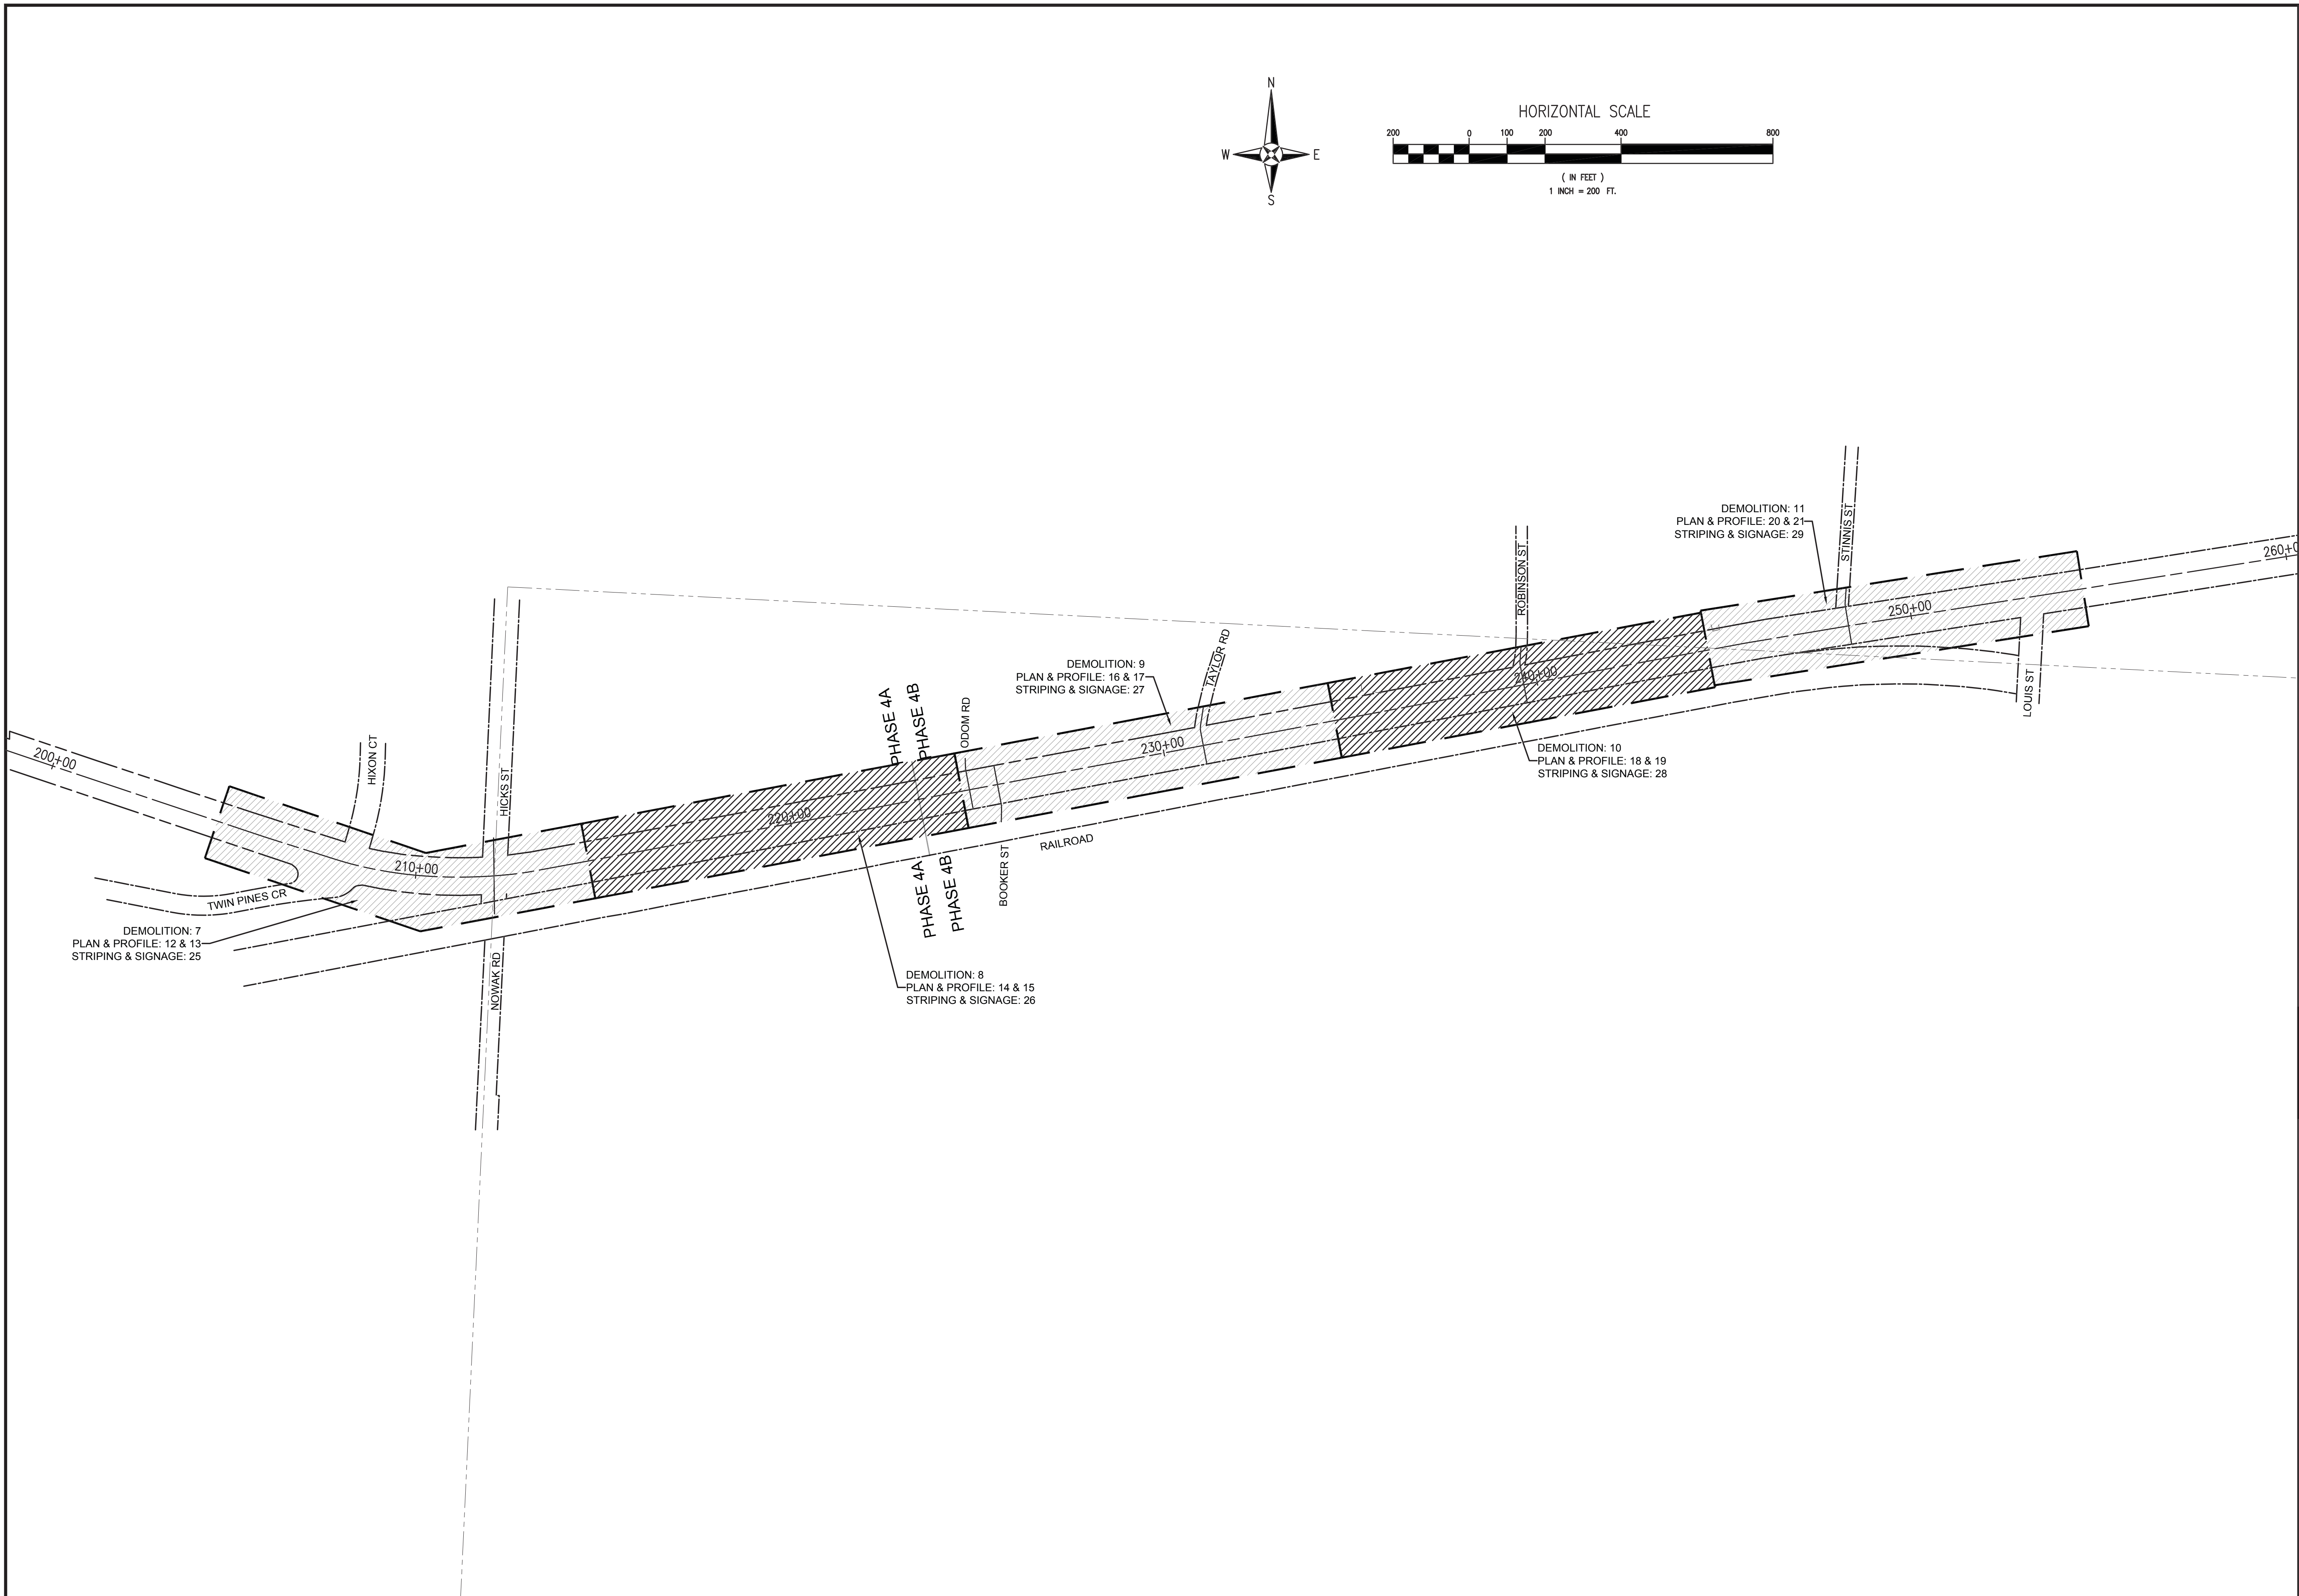 N
W E
S
HORIZONTAL SCALE
200 0 100 200 400 800
( IN FEET )
1 INCH = 200 FT.
DEMOLITION: 11
PLAN & PROFILE: 20 & 21
STRIPING & SIGNAGE: 29
STINNIS ST
ROBINSON ST
260+0
250+00
TAYLOR RD
DEMOLITION: 9
PLAN & PROFILE: 16 & 17
STRIPING & SIGNAGE: 27
240+00
LOUIS ST
PHASE 4A
PHASE 4B
ODOM RD
230+00
DEMOLITION: 10
PLAN & PROFILE: 18 & 19
STRIPING & SIGNAGE: 28
200+00
HIXON CT
HICKS ST
220+00
RAILROAD
210+00
BOOKER ST
PHASE 4A
PHASE 4B
TWIN PINES CR
DEMOLITION: 7
PLAN & PROFILE: 12 & 13
STRIPING & SIGNAGE: 25
NOWAK RD
DEMOLITION: 8
PLAN & PROFILE: 14 & 15
STRIPING & SIGNAGE: 26